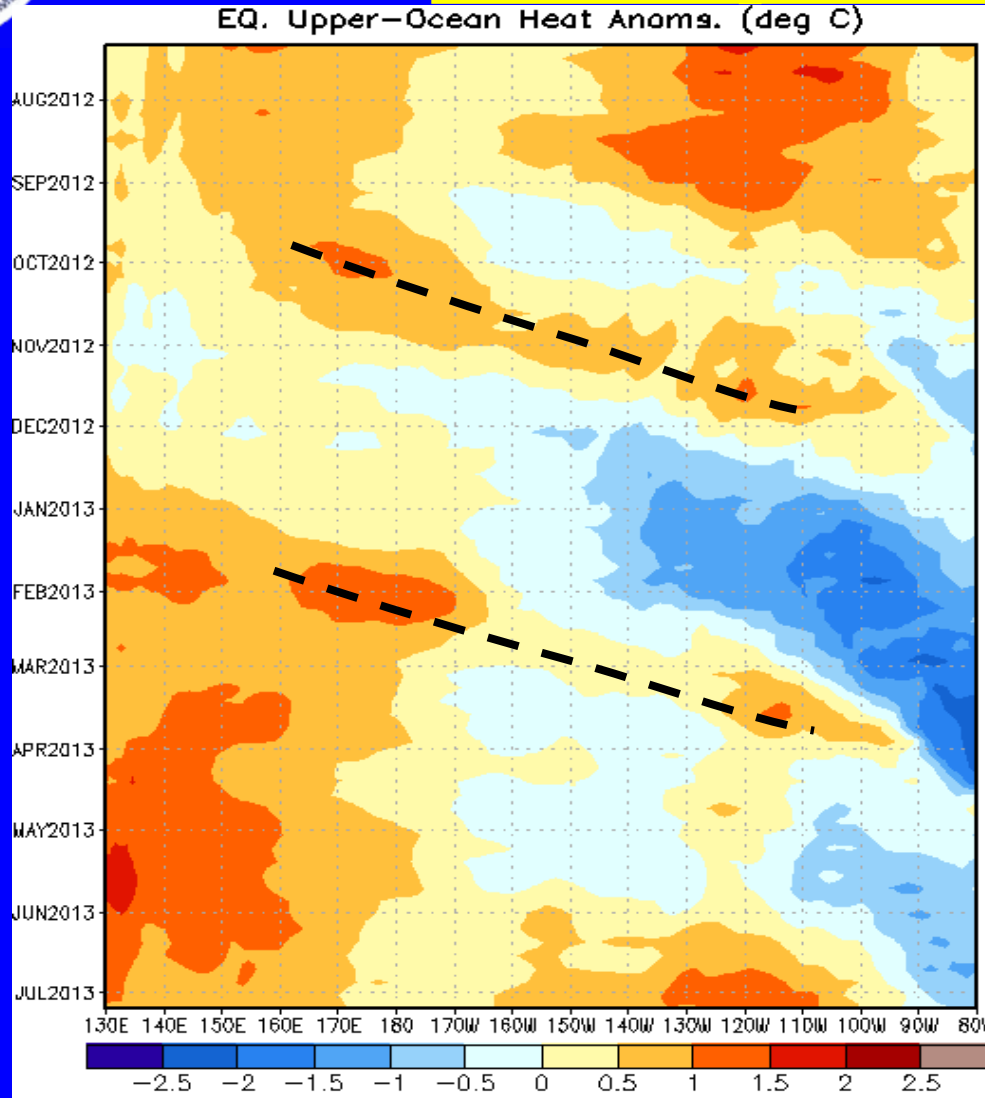 EQ. Upper-Ocean Heat Anoms. (deg C)
AUG2012
SEP2012
OCT2012
NOV2012
DEC2012
JAN2013
FEB2013
MAR2013
APR2013
MAY2013
JUN2013
JUL2013
130E 140E 150E 160E 170E 180 170W 160W 150W 140W 130W 120W 110W 100W 90W 80W
-2.5 -2 -1.5 -1 -0.5 0 0.5 1 1.5 2 2.5